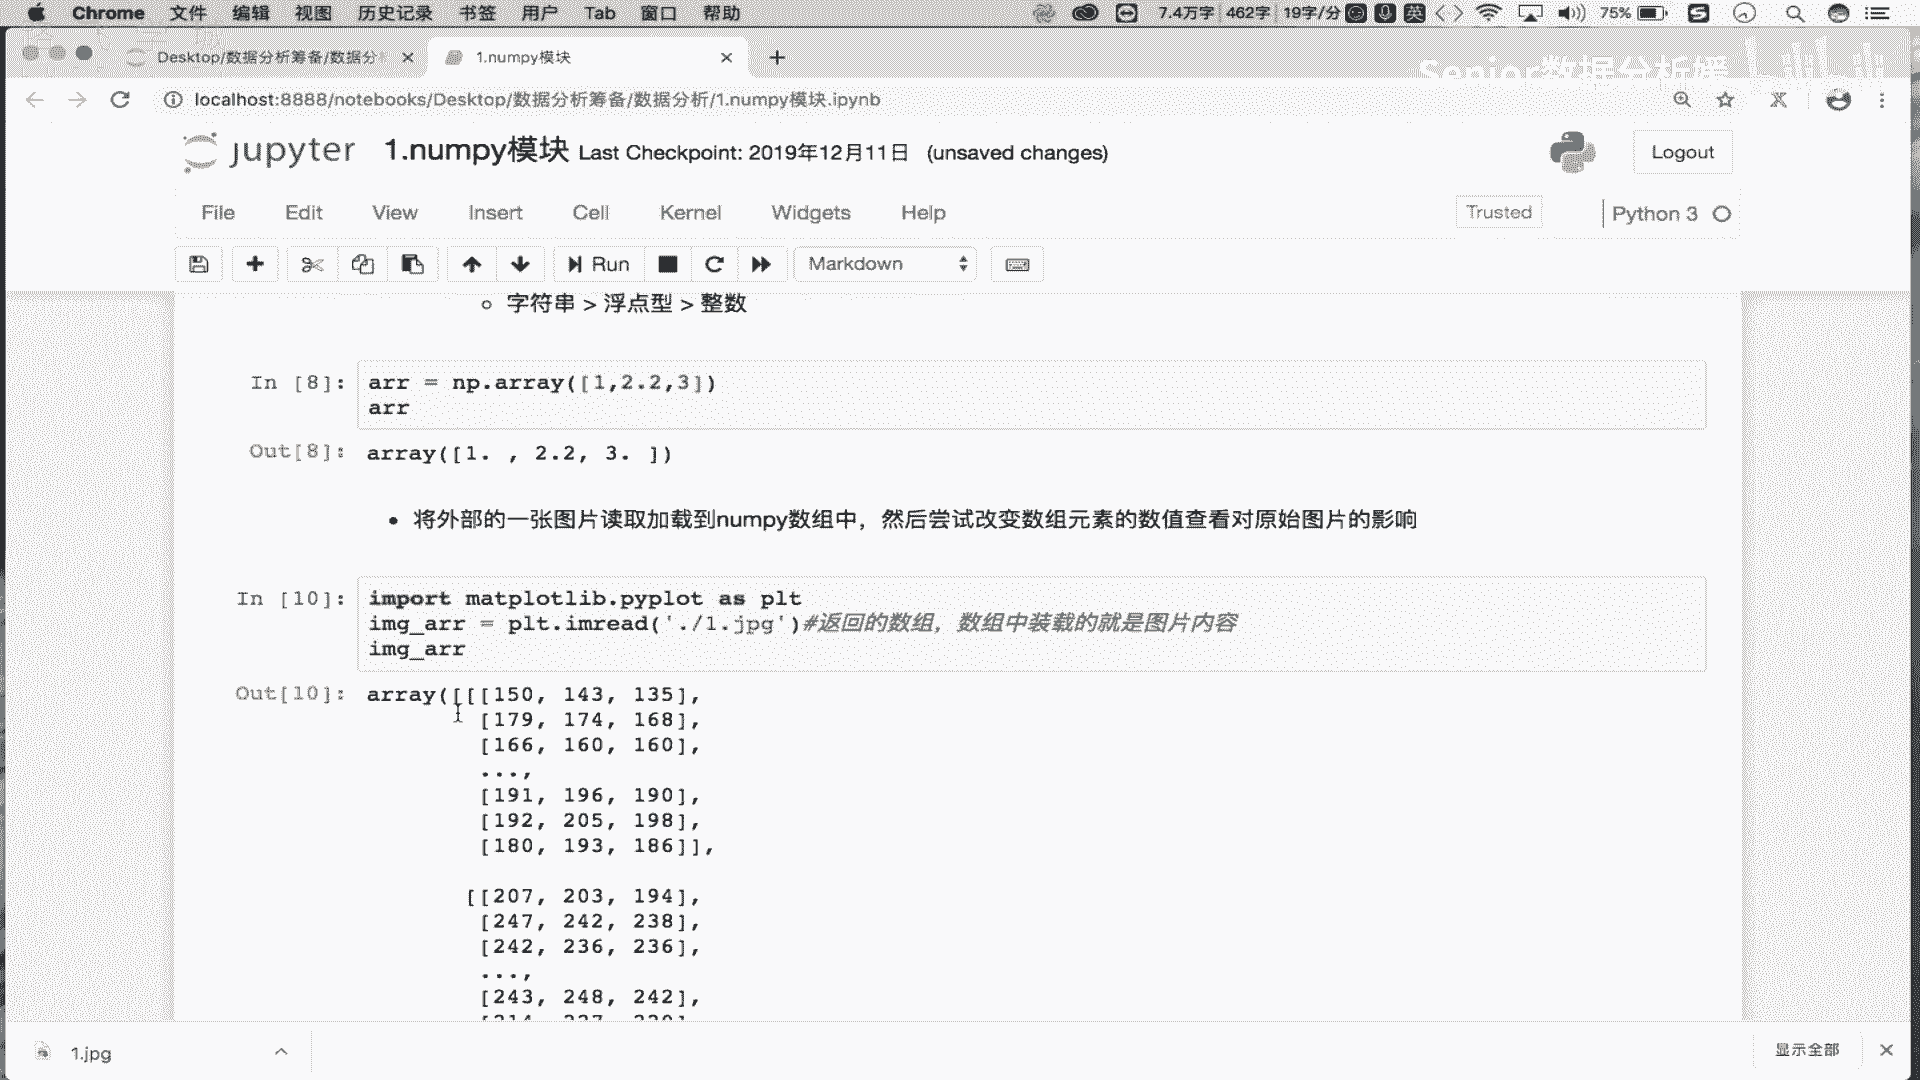 Chrome 文件 编辑 视图 历史记录 书签 用户 Tab 窗口 帮助 7.4万字 462字 19字/分 英 75%
Desktop/数据分析筹备/数据分 1.numpy模块
Senior数据分析媛
localhost:8888/notebooks/Desktop/数据分析筹备/数据分析/1.numpy模块.ipynb
jupyter 1.numpy模块 Last Checkpoint: 2019年12月11日 (unsaved changes) Logout
File Edit View Insert Cell Kernel Widgets Help Trusted Python 3
Run Markdown
字符串 > 浮点型 > 整数
In [8]: arr = np.array([1,2.2,3])
arr
Out[8]: array([1. , 2.2, 3. ])
将外部的一张图片读取加载到numpy数组中，然后尝试改变数组元素的数值查看对原始图片的影响
In [10]: import matplotlib.pyplot as plt
img_arr = plt.imread('./1.jpg')#返回的数组，数组中装载的就是图片内容
img_arr
Out[10]: array([[[150, 143, 135],
[179, 174, 168],
[166, 160, 160],
...,
[191, 196, 190],
[192, 205, 198],
[180, 193, 186]],
[[207, 203, 194],
[247, 242, 238],
[242, 236, 236],
...,
[243, 248, 242],
1.jpg 显示全部